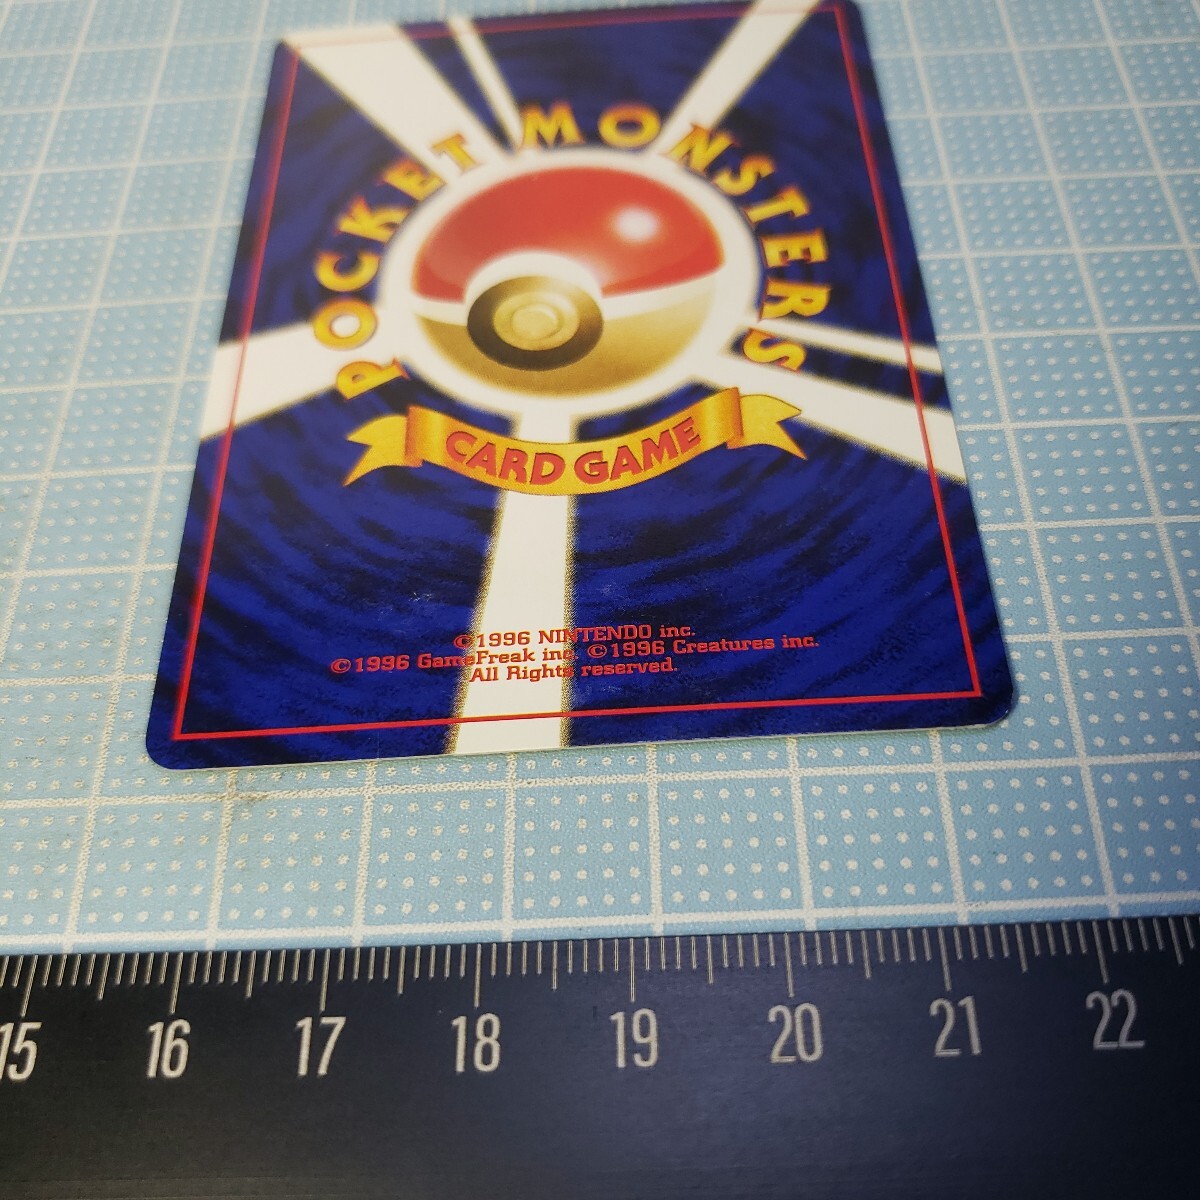 POCKET MONSTERS
CARD GAME
©1996 NINTENDO inc.
©1996 GameFreak inc. ©1996 Creatures inc.
All Rights reserved.
15 16 17 18 19 20 21 22